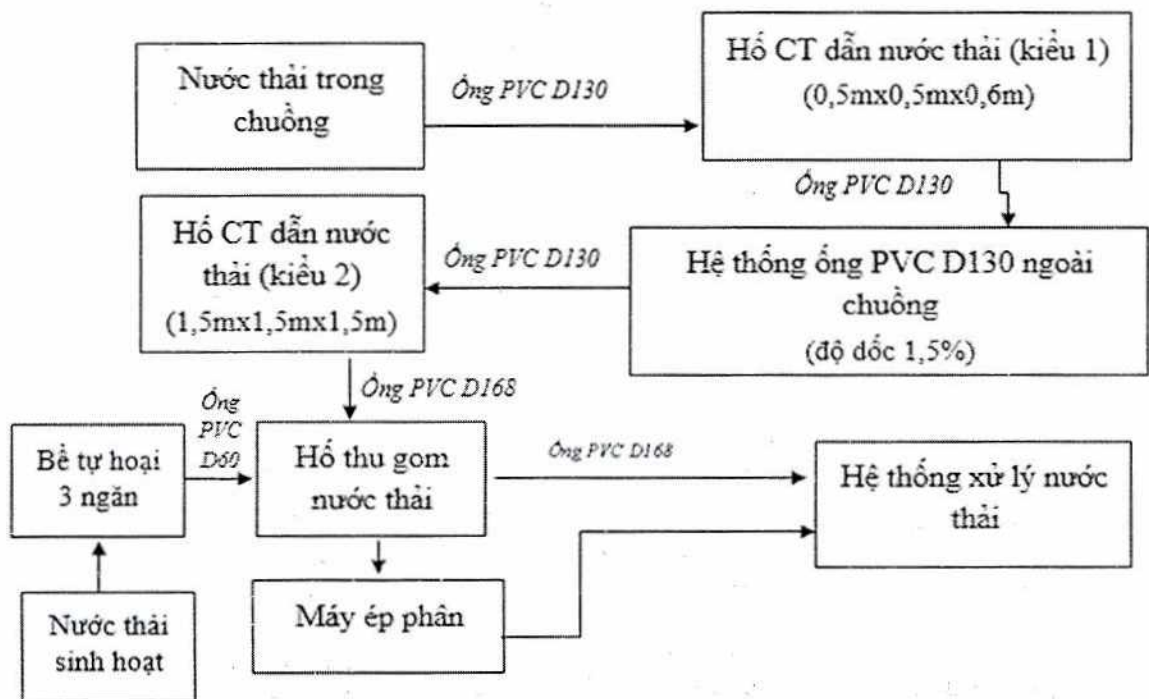 Nước thải trong
chuồng
Ống PVC D130
Hố CT dẫn nước thải (kiểu 1)
(0,5mx0,5mx0,6m)
Ống PVC D130
Hệ thống ống PVC D130 ngoài
chuồng
(độ dốc 1,5%)
Ống PVC D130
Hố CT dẫn nước
thải (kiểu 2)
(1,5mx1,5mx1,5m)
Ống PVC D168
Bể tự hoại
3 ngăn
Ống
PVC
D60
Hố thu gom
nước thải
Ống PVC D168
Hệ thống xử lý nước
thải
Nước thải
sinh hoạt
Máy ép phân